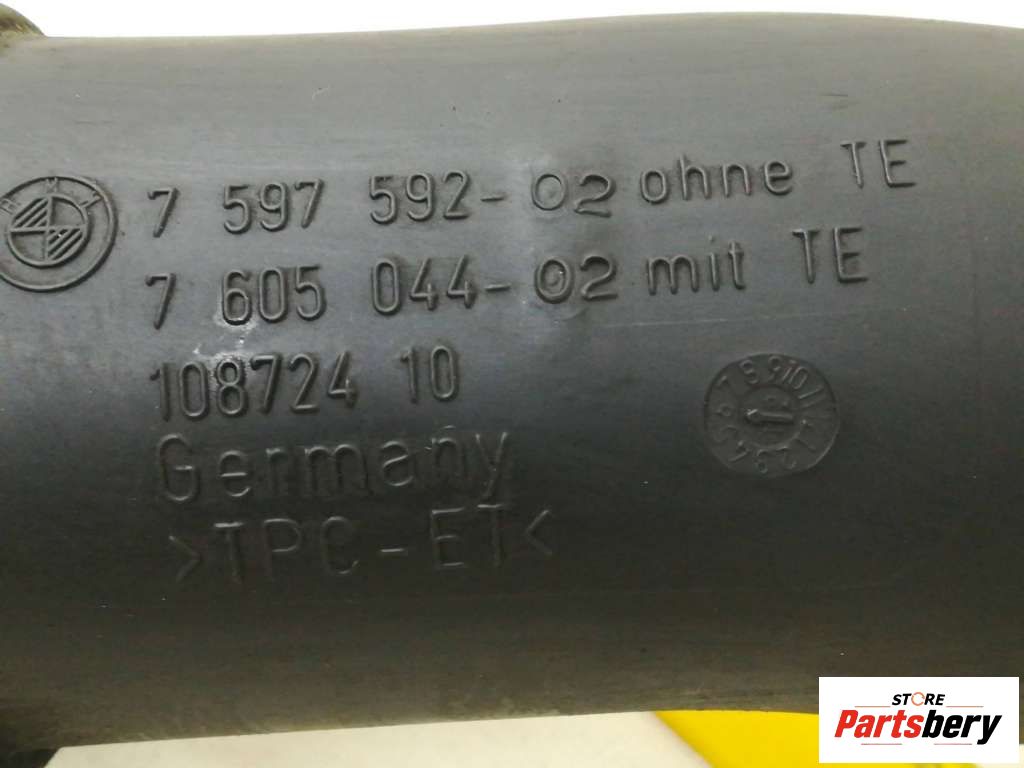 BMW
7 597 592-02 ohne TE
7 605 044-02 mit TE
108724 10
Germany
>TPC-ET<
STORE
Partsbery